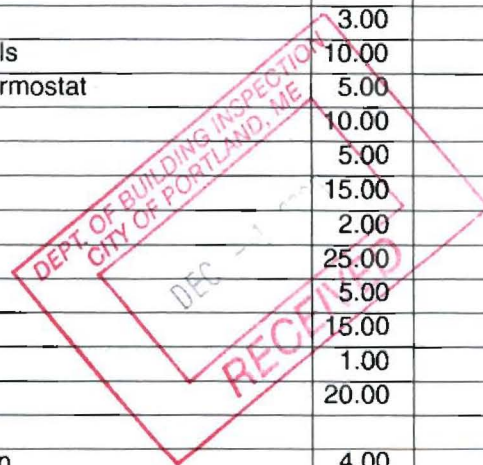 3.00
ls 10.00
rmostat 5.00
10.00
5.00
15.00
2.00
25.00
5.00
15.00
1.00
20.00
4.00
DEPT. OF BUILDING INSPECTION
CITY OF PORTLAND, ME
DEC - 1
RECEIVED